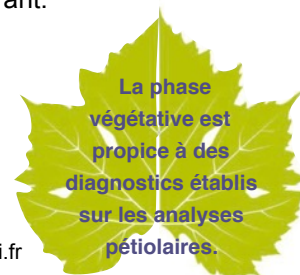 ant.
La phase
végétative est
propice à des
diagnostics établis
sur les analyses
pétiolaires.
i.fr